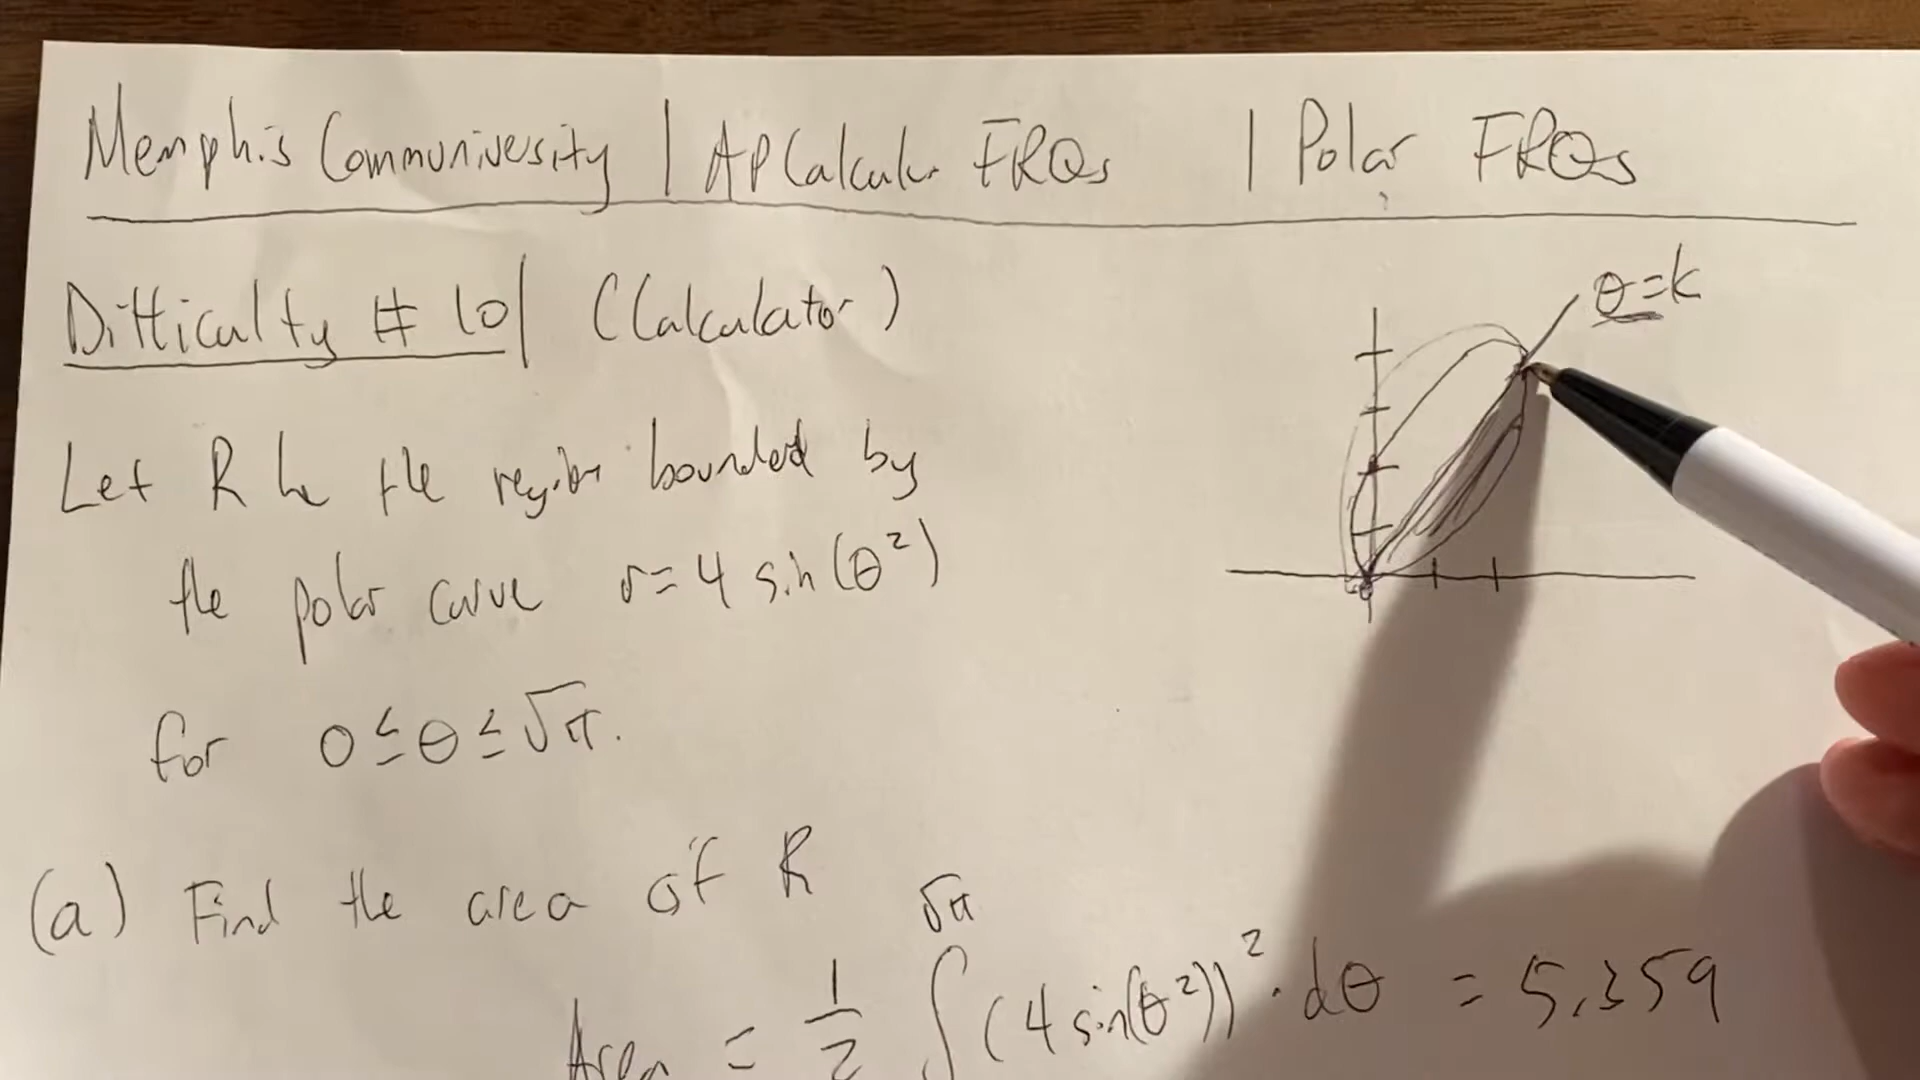 Memphis Communiversity | AP Calculus FRQs | Polar FRQs
Difficulty # 10 | (Calculator)
θ=k
Let R be the region bounded by
the polar curve r=4 sin(θ²)
for 0≤θ≤√π.
(a) Find the area of R
Area = 1/2 ∫ √π (4 sin(θ²))² · dθ = 5.359